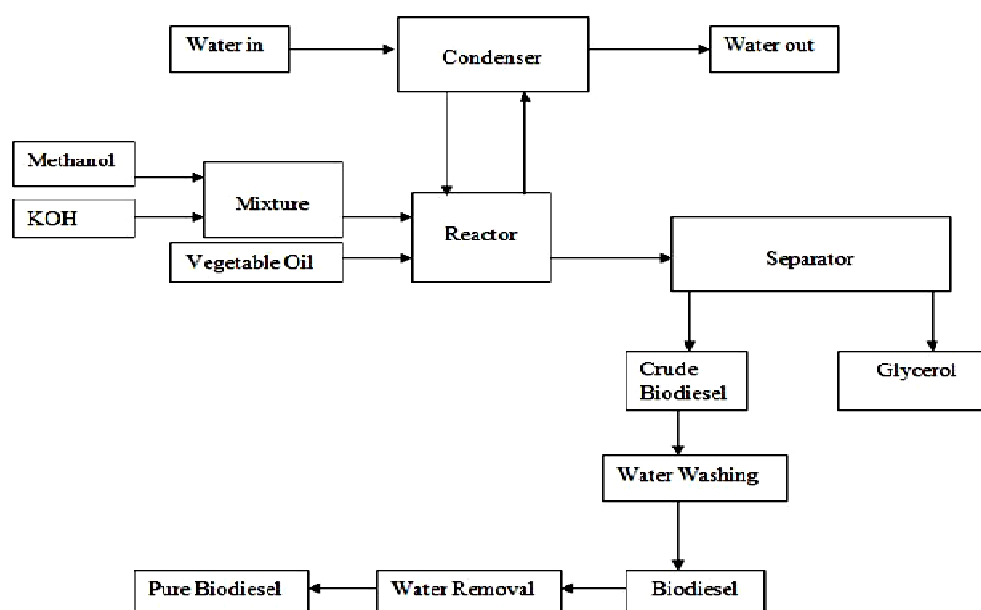 Water in
Condenser
Water out
Methanol
Mixture
KOH
Reactor
Vegetable Oil
Separator
Crude
Biodiesel
Glycerol
Water Washing
Pure Biodiesel
Water Removal
Biodiesel